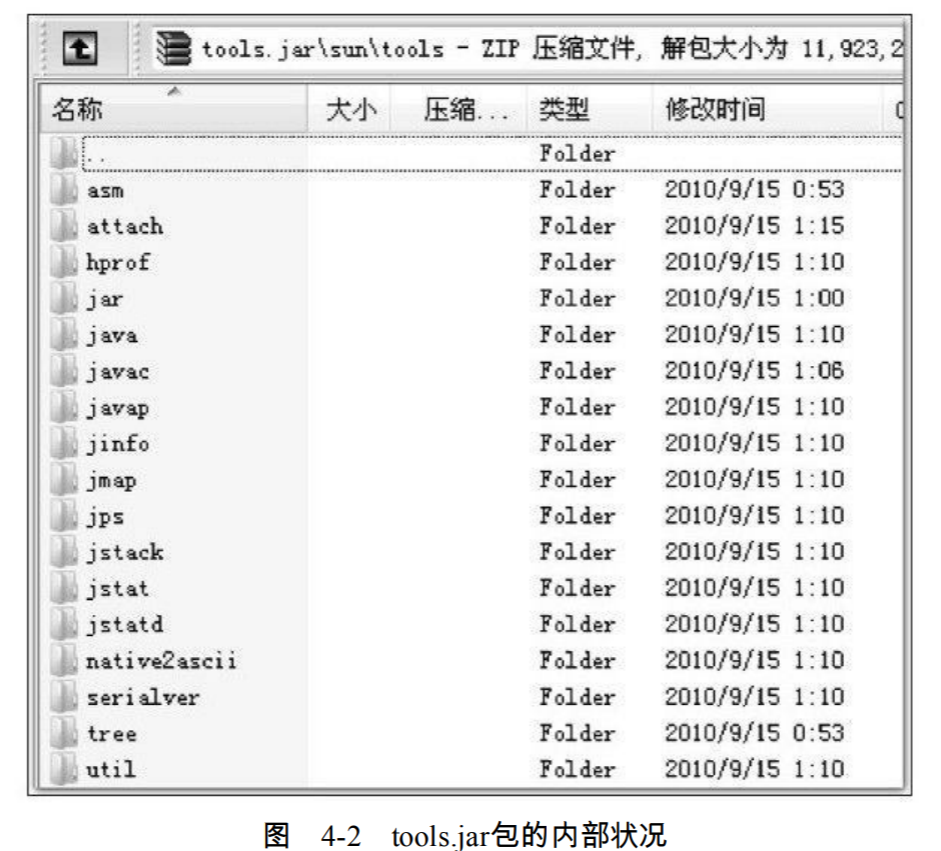 tools.jar\sun\tools - ZIP 压缩文件, 解包大小为 11,923,2
名称 大小 压缩... 类型 修改时间
.. Folder
asm Folder 2010/9/15 0:53
attach Folder 2010/9/15 1:15
hprof Folder 2010/9/15 1:10
jar Folder 2010/9/15 1:00
java Folder 2010/9/15 1:10
javac Folder 2010/9/15 1:06
javap Folder 2010/9/15 1:10
jinfo Folder 2010/9/15 1:10
jmap Folder 2010/9/15 1:10
jps Folder 2010/9/15 1:10
jstack Folder 2010/9/15 1:10
jstat Folder 2010/9/15 1:10
jstatd Folder 2010/9/15 1:10
native2ascii Folder 2010/9/15 1:10
serialver Folder 2010/9/15 1:10
tree Folder 2010/9/15 0:53
util Folder 2010/9/15 1:10
图 4-2 tools.jar包的内部状况